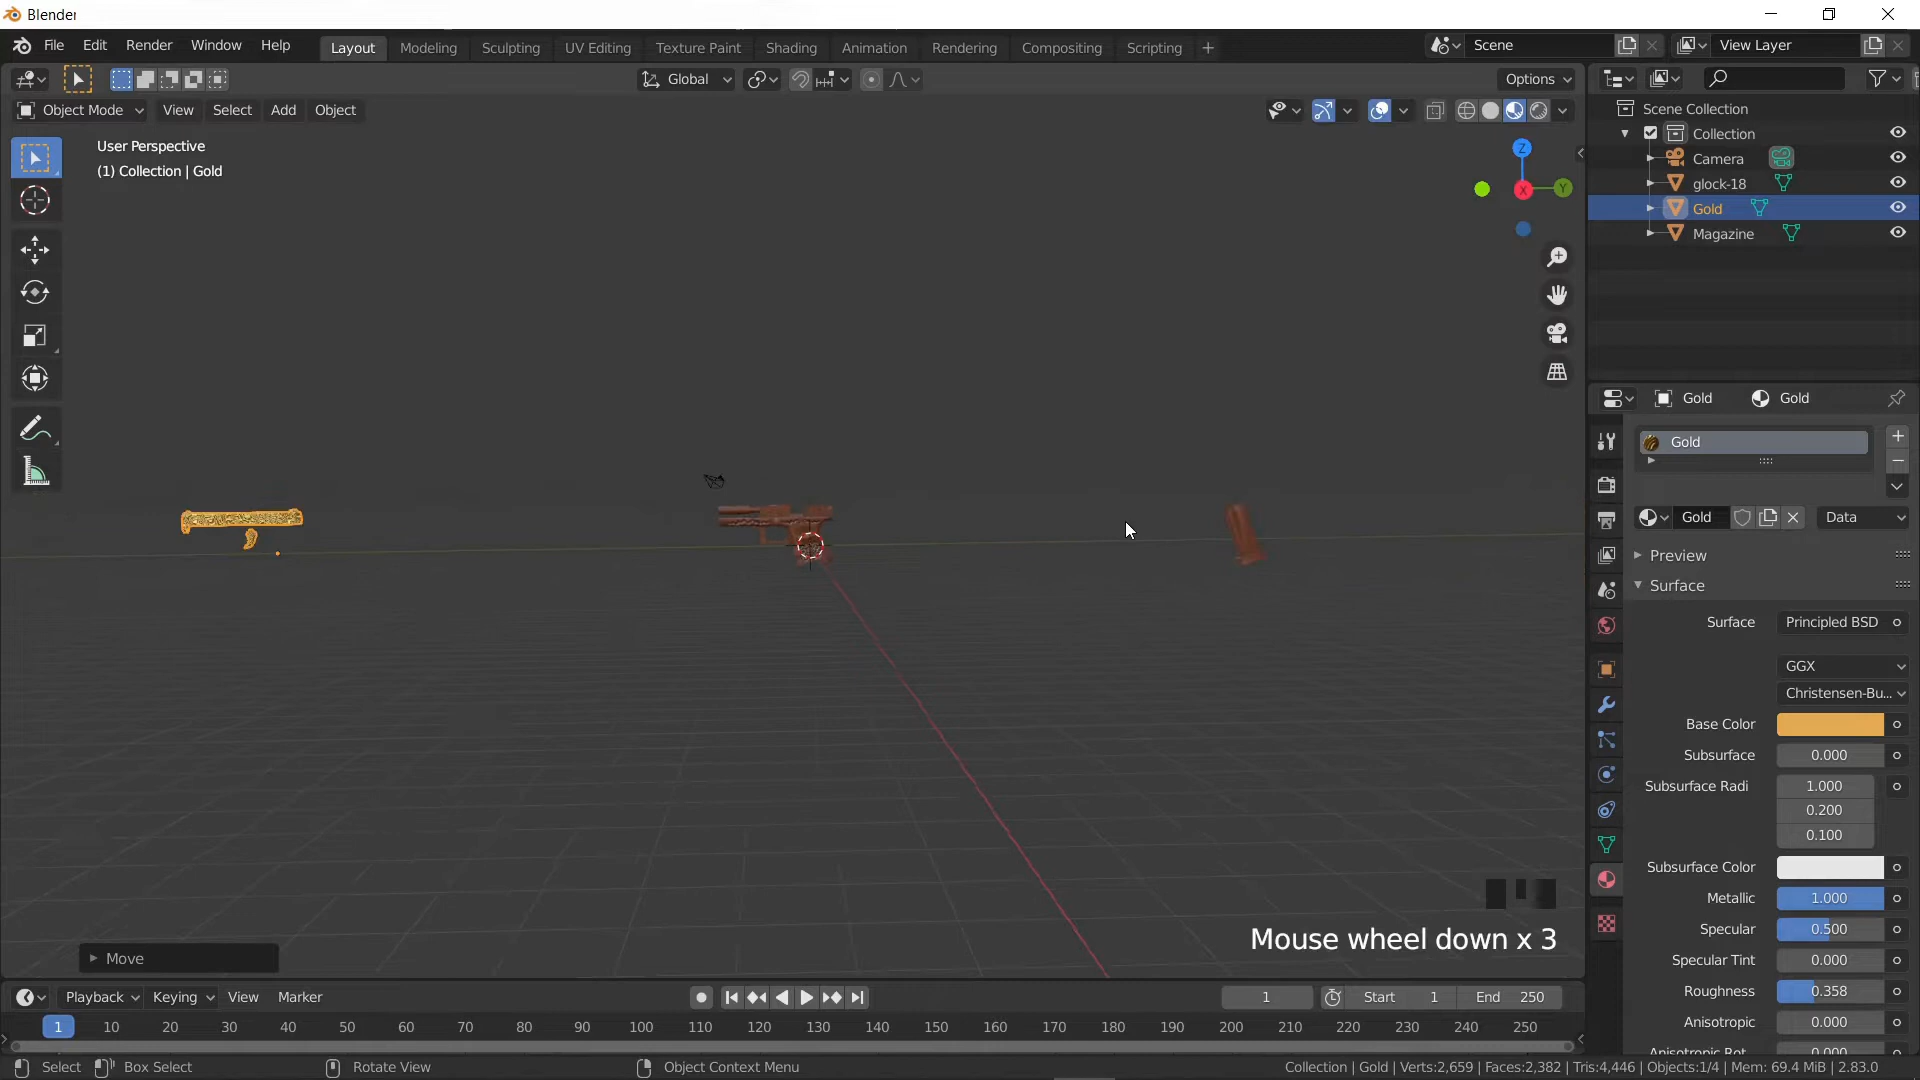 Blender
File Edit Render Window Help Layout Modeling Sculpting UV Editing Texture Paint Shading Animation Rendering Compositing Scripting + Scene View Layer
Global Options
Object Mode View Select Add Object
User Perspective
(1) Collection | Gold
Z
X
Y
Scene Collection
Collection
Camera
glock-18
Gold
Magazine
Gold Gold
Gold
Gold Data
Preview
Surface
Surface Principled BSD
GGX
Christensen-Bu...
Base Color
Subsurface 0.000
Subsurface Radi 1.000
0.200
0.100
Subsurface Color
Metallic 1.000
Specular 0.500
Specular Tint 0.000
Roughness 0.358
Anisotropic 0.000
Anisotropic Rot 0.000
Mouse wheel down x 3
Move
Playback Keying View Marker 1 Start 1 End 250
1 10 20 30 40 50 60 70 80 90 100 110 120 130 140 150 160 170 180 190 200 210 220 230 240 250
Select Box Select Rotate View Object Context Menu Collection | Gold | Verts:2,659 | Faces:2,382 | Tris:4,446 | Objects:1/4 | Mem: 69.4 MiB | 2.83.0